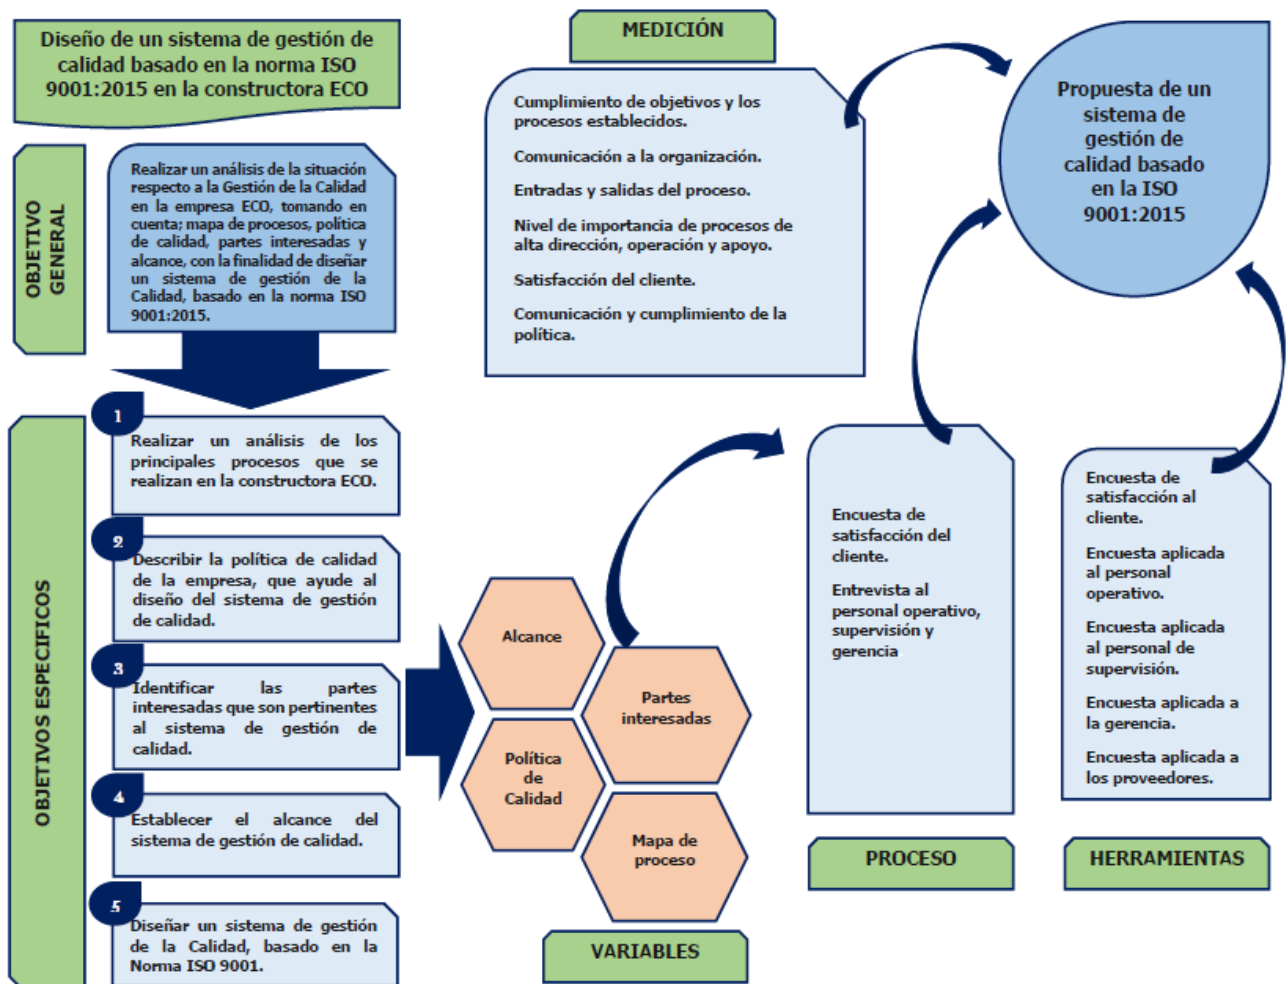 Diseño de un sistema de gestión de
calidad basado en la norma ISO
9001:2015 en la constructora ECO
OBJETIVO
GENERAL
Realizar un análisis de la situación
respecto a la Gestión de la Calidad
en la empresa ECO, tomando en
cuenta; mapa de procesos, política
de calidad, partes interesadas y
alcance, con la finalidad de diseñar
un sistema de gestión de la
Calidad, basado en la norma ISO
9001:2015.
OBJETIVOS ESPECIFICOS
1
Realizar un análisis de los
principales procesos que se
realizan en la constructora ECO.
2
Describir la política de calidad
de la empresa, que ayude al
diseño del sistema de gestión
de calidad.
3
Identificar las partes
interesadas que son pertinentes
al sistema de gestión de
calidad.
4
Establecer el alcance del
sistema de gestión de calidad.
5
Diseñar un sistema de gestión
de la Calidad, basado en la
Norma ISO 9001.
Alcance
Partes
interesadas
Política
de
Calidad
Mapa de
proceso
VARIABLES
MEDICIÓN
Cumplimiento de objetivos y los
procesos establecidos.
Comunicación a la organización.
Entradas y salidas del proceso.
Nivel de importancia de procesos de
alta dirección, operación y apoyo.
Satisfacción del cliente.
Comunicación y cumplimiento de la
política.
Encuesta de
satisfacción del
cliente.
Entrevista al
personal operativo,
supervisión y
gerencia
PROCESO
Encuesta de
satisfacción al
cliente.
Encuesta aplicada
al personal
operativo.
Encuesta aplicada
al personal de
supervisión.
Encuesta aplicada a
la gerencia.
Encuesta aplicada a
los proveedores.
HERRAMIENTAS
Propuesta de un
sistema de
gestión de
calidad basado
en la ISO
9001:2015